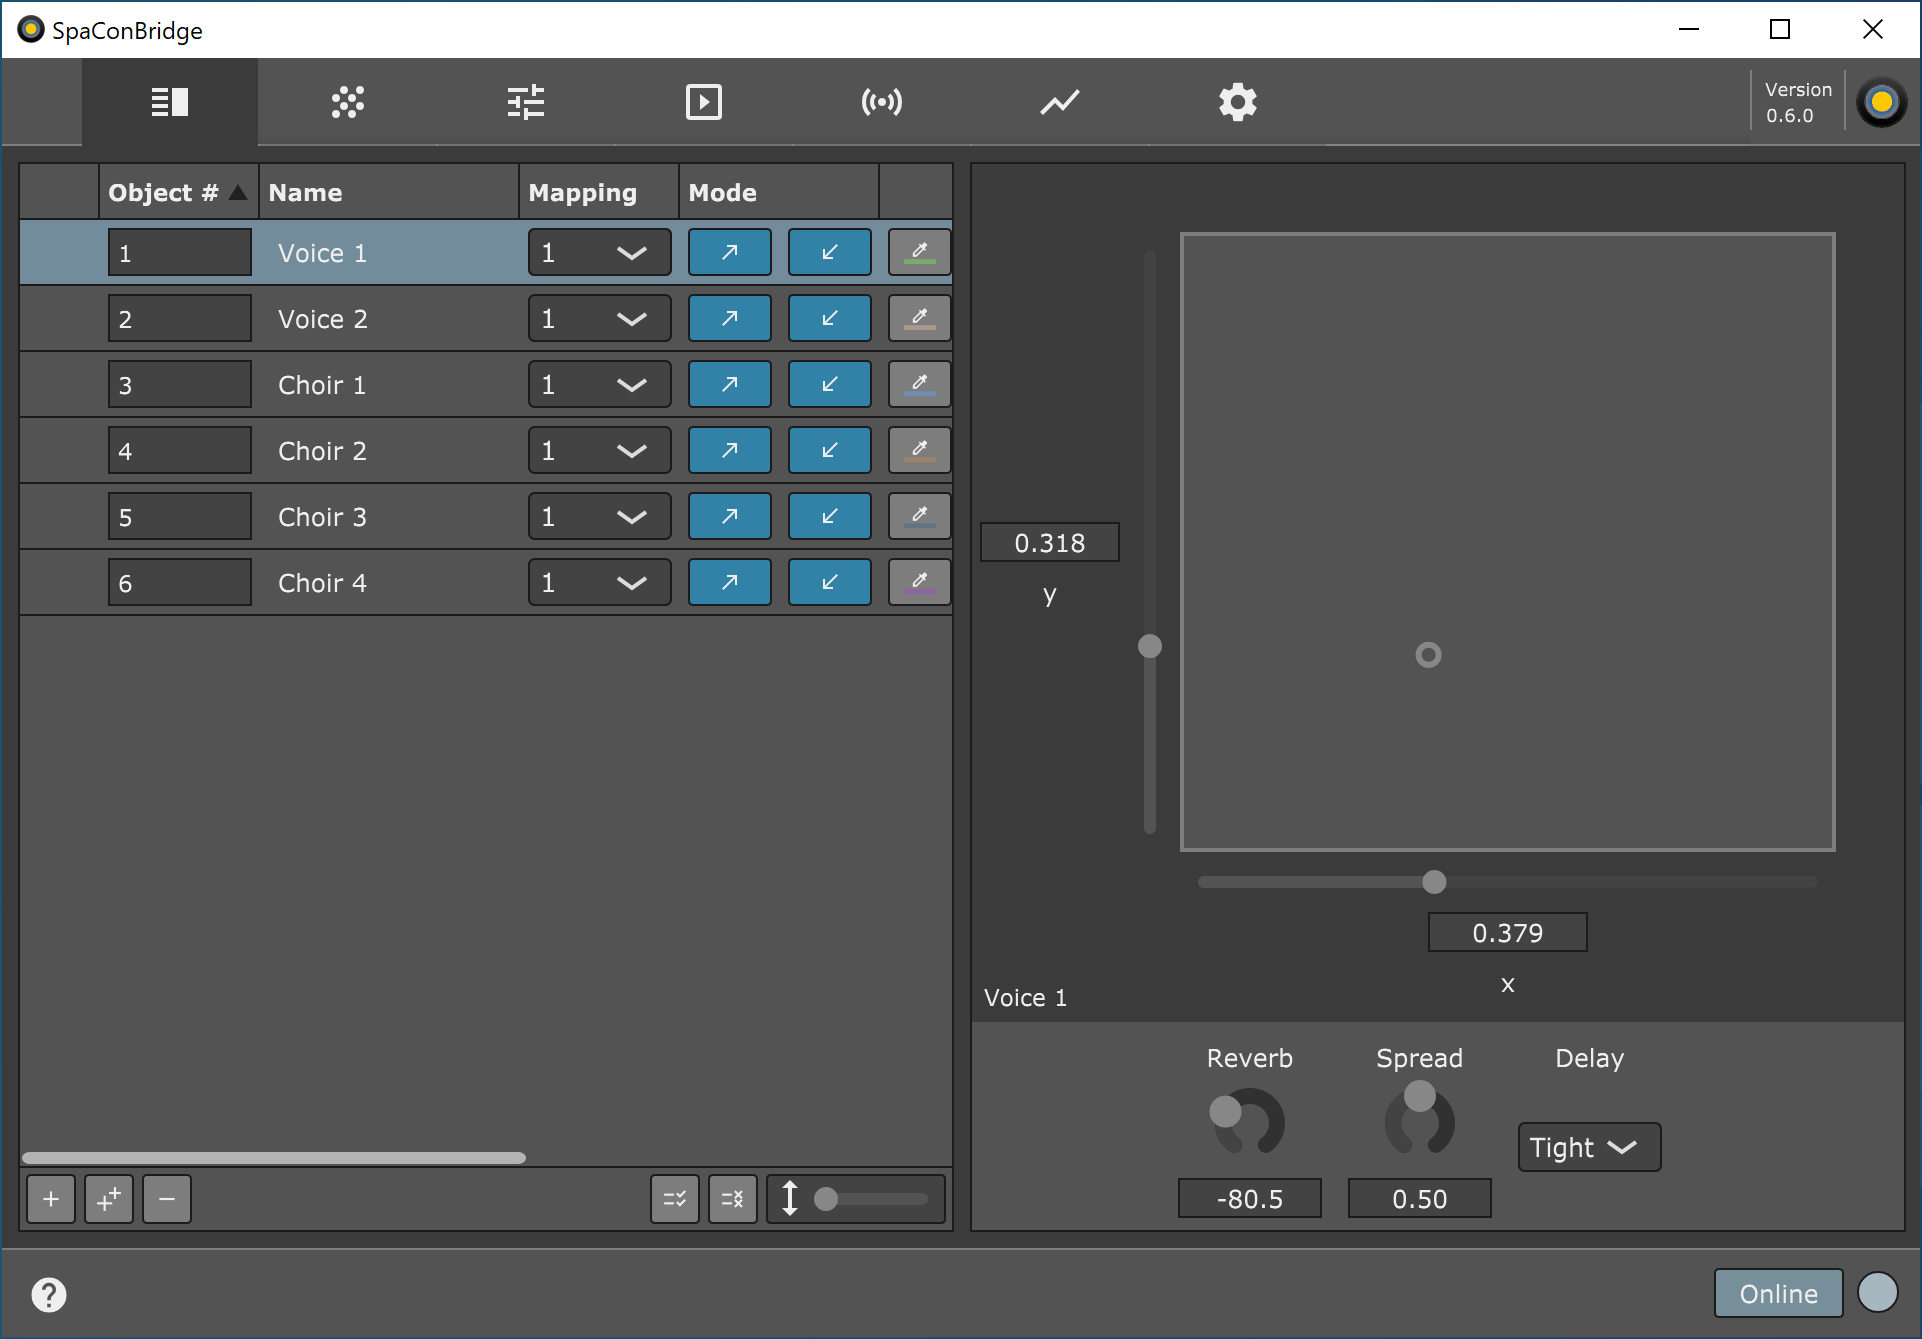 SpaConBridge
Version
0.6.0
Object # Name Mapping Mode
1 Voice 1 1
2 Voice 2 1
3 Choir 1 1
4 Choir 2 1
5 Choir 3 1
6 Choir 4 1
0.318
y
0.379
x
Voice 1
Reverb Spread Delay
Tight
-80.5 0.50
Online